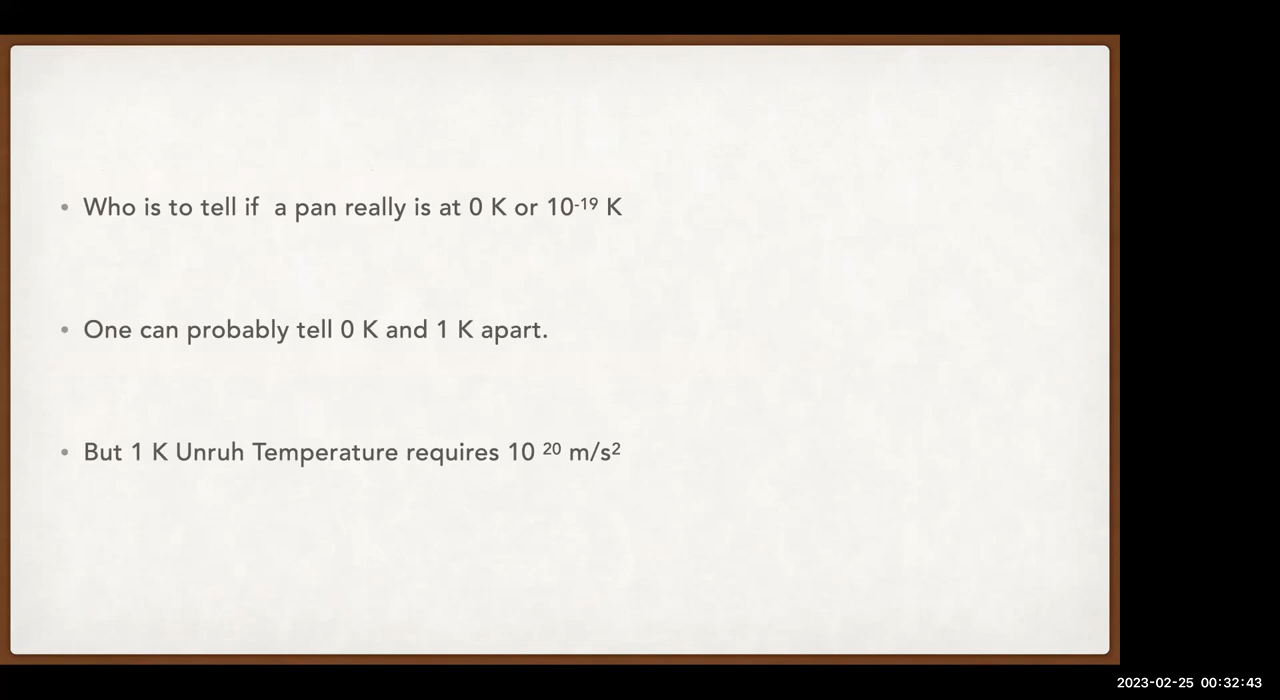 • Who is to tell if  a pan really is at 0 K or 10⁻¹⁹ K
• One can probably tell 0 K and 1 K apart.
• But 1 K Unruh Temperature requires 10 ²⁰ m/s²
2023-02-25 00:32:43